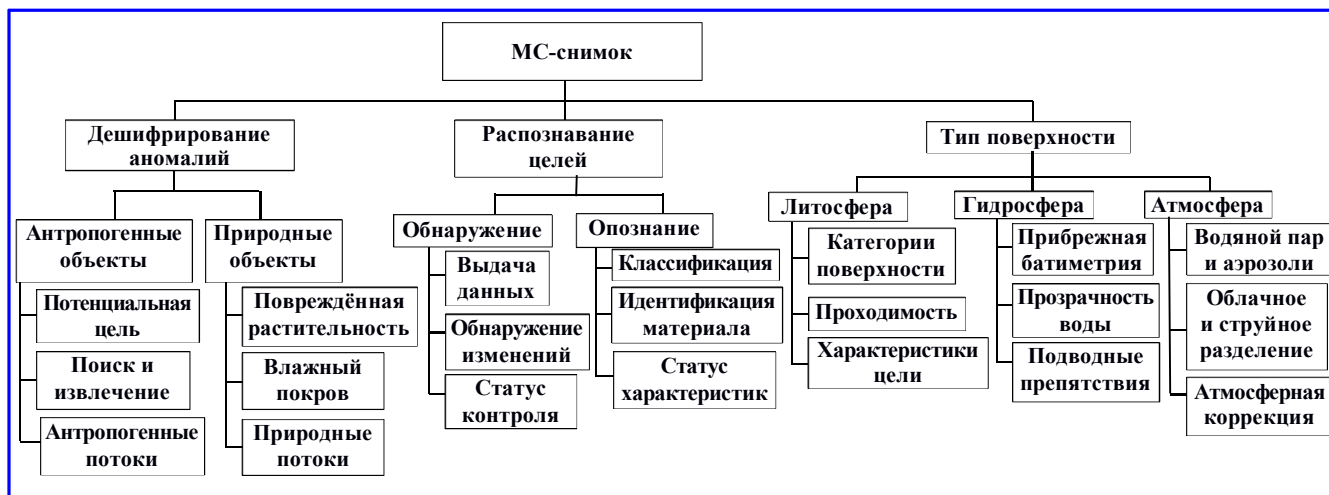 МС-снимок
Дешифрирование
аномалий
Распознавание
целей
Тип поверхности
Антропогенные
объекты
Потенциальная
цель
Поиск и
извлечение
Антропогенные
потоки
Природные
объекты
Повреждённая
растительность
Влажный
покров
Природные
потоки
Обнаружение
Выдача
данных
Обнаружение
изменений
Статус
контроля
Опознание
Классификация
Идентификация
материала
Статус
характеристик
Литосфера
Категории
поверхности
Проходимость
Характеристики
цели
Гидросфера
Прибрежная
батиметрия
Прозрачность
воды
Подводные
препятствия
Атмосфера
Водяной пар
и аэрозоли
Облачное
и струйное
разделение
Атмосферная
коррекция